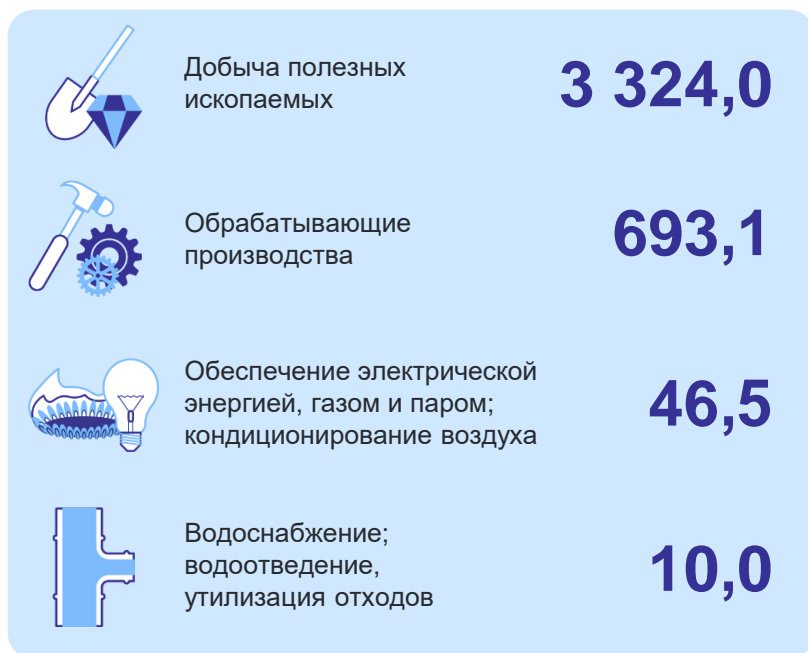 Добыча полезных
ископаемых
3 324,0
Обрабатывающие
производства
693,1
Обеспечение электрической
энергией, газом и паром;
кондиционирование воздуха
46,5
Водоснабжение;
водоотведение,
утилизация отходов
10,0